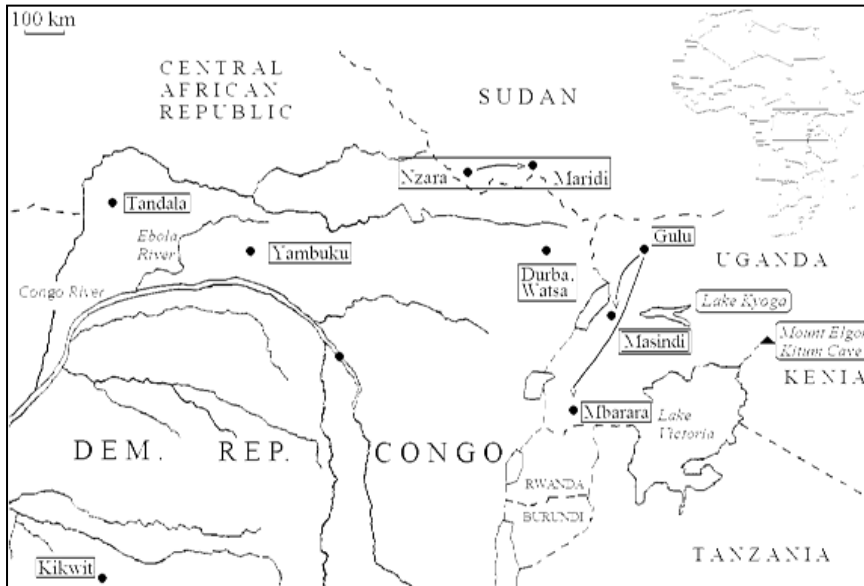 100 km
CENTRAL
AFRICAN
REPUBLIC
SUDAN
Nzara
Maridi
Tandala
Ebola
River
Yambuku
Gulu
UGANDA
Durba.
Watsa
Congo River
Lake Kyoga
Masindi
Mount Elgon
Kitum Cave
KENIA
Mbarara
Lake
Victoria
DEM. REP. CONGO
RWANDA
BURUNDI
TANZANIA
Kikwit